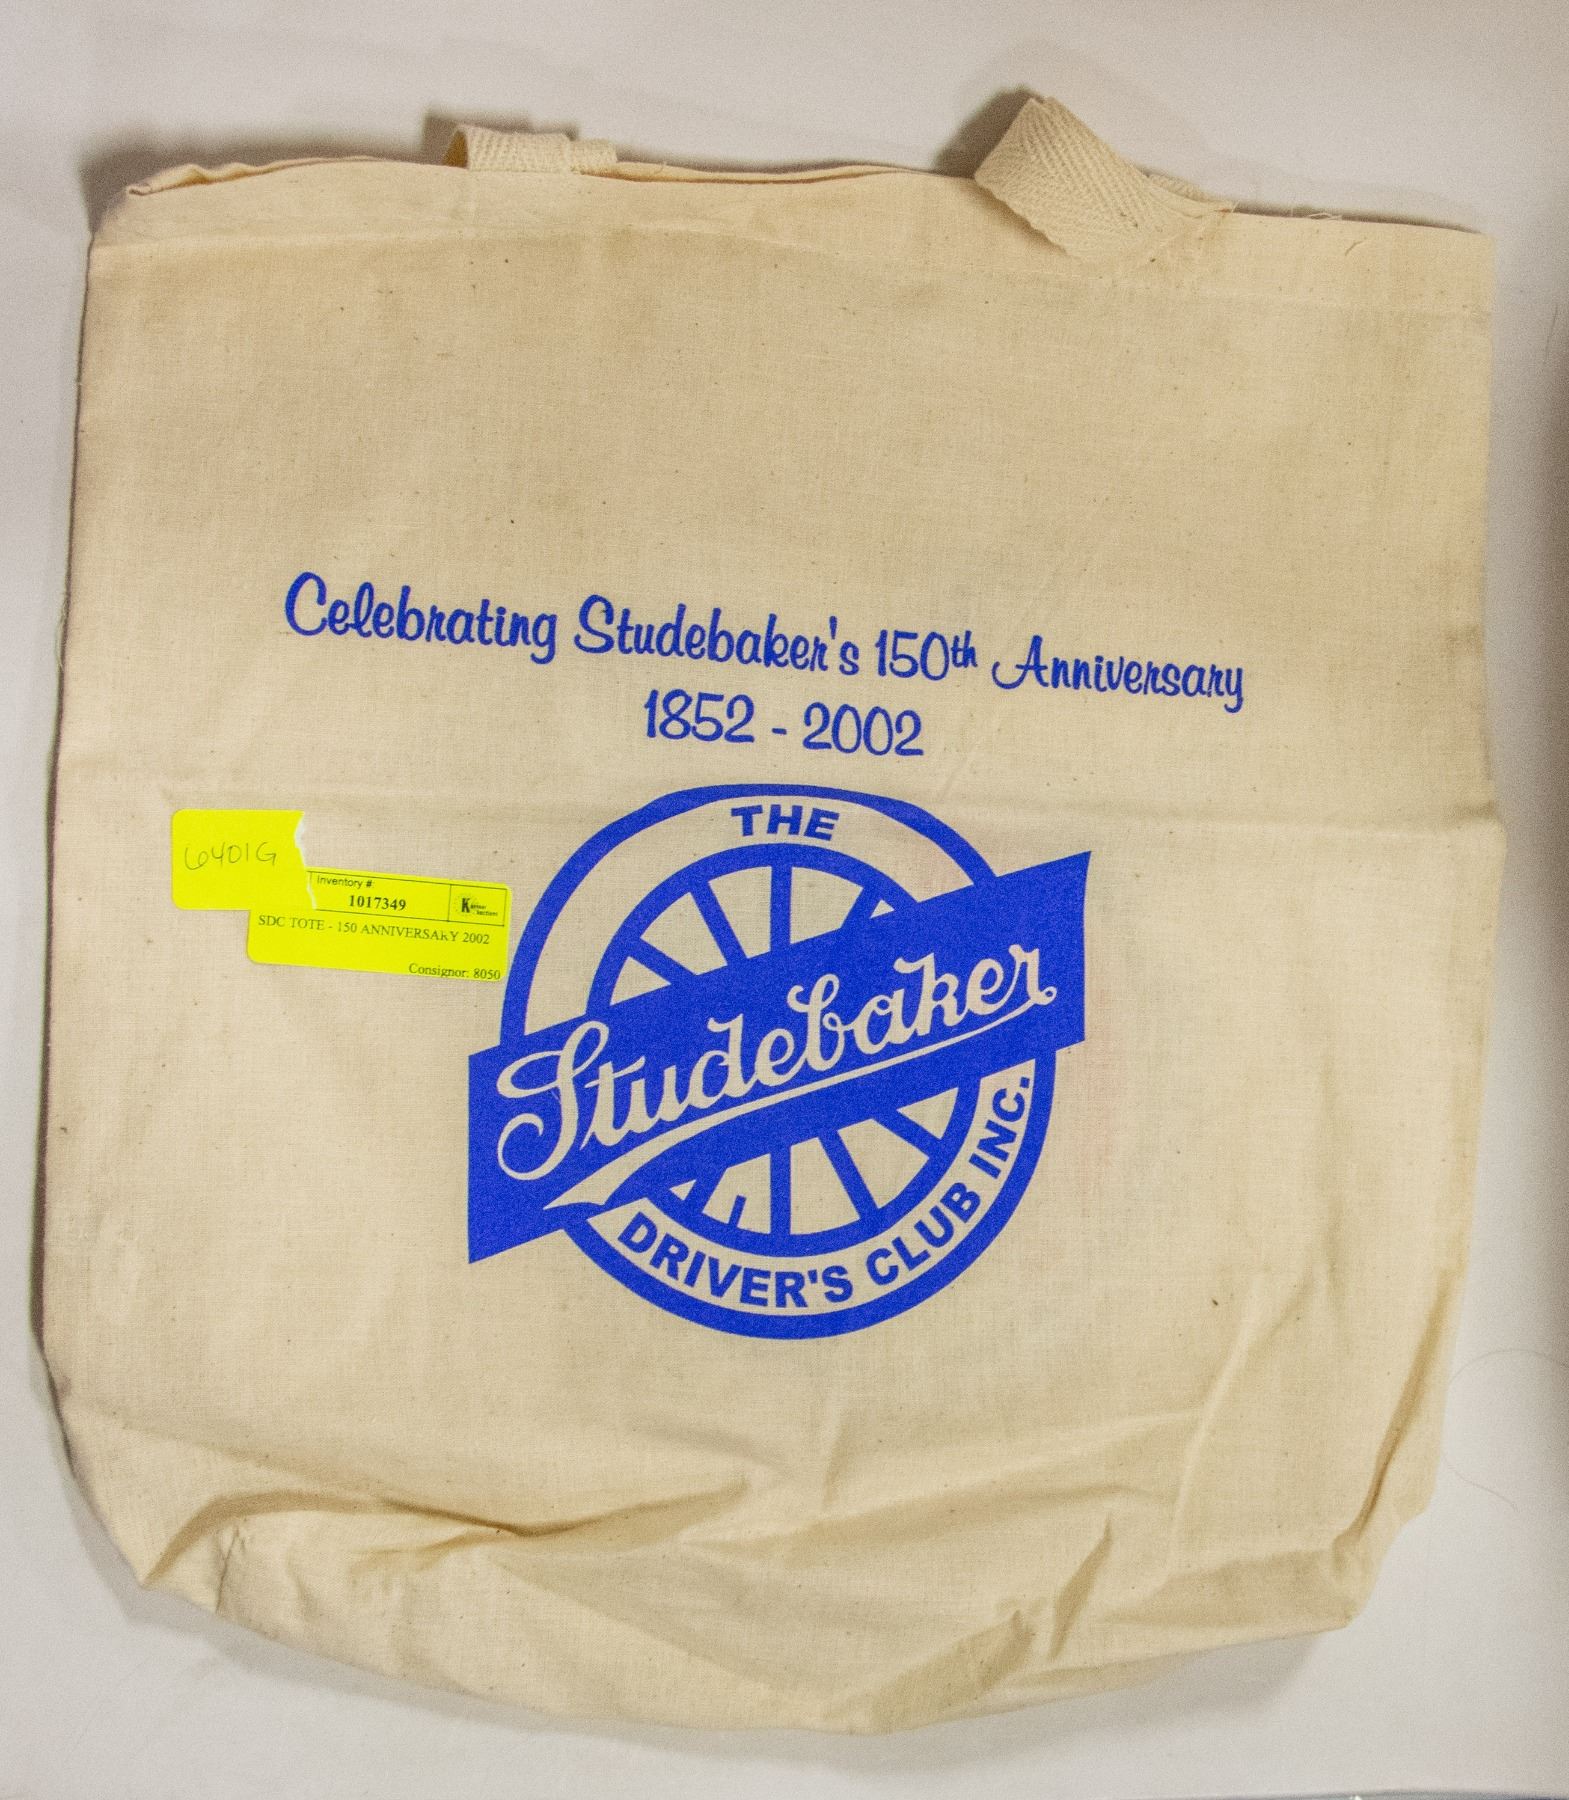 Celebrating Studebaker's 150th Anniversary
1852 - 2002
THE
Studebaker
DRIVER'S CLUB INC.
6401G
Inventory #:
1017349
SDC TOTE - 150 ANNIVERSARY 2002
Consignor: 8050